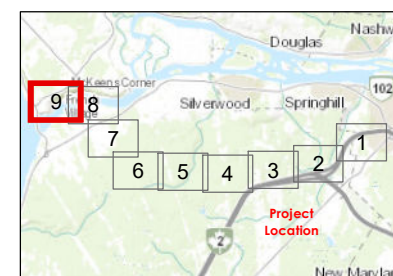 Nashw
Douglas
McKeens Corner
102
9
8
Silverwood
Springhill
1
7
2
6
5
4
3
Project
Location
2
New Marylan